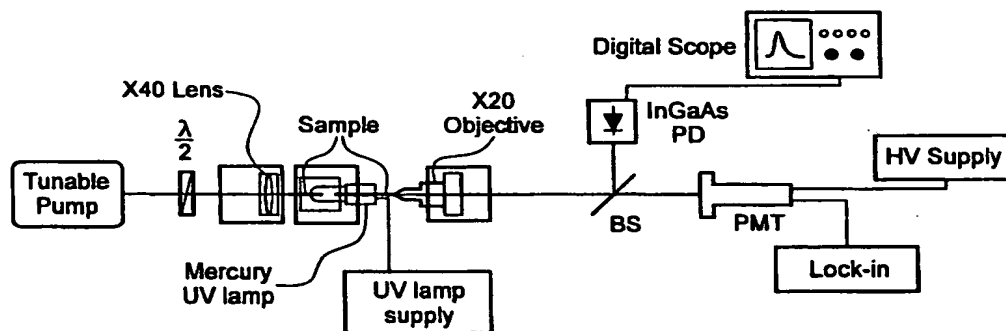 Digital Scope
X40 Lens
X20
Objective
Sample
λ
2
InGaAs
PD
HV Supply
Tunable
Pump
BS
PMT
Mercury
UV lamp
UV lamp
supply
Lock-in